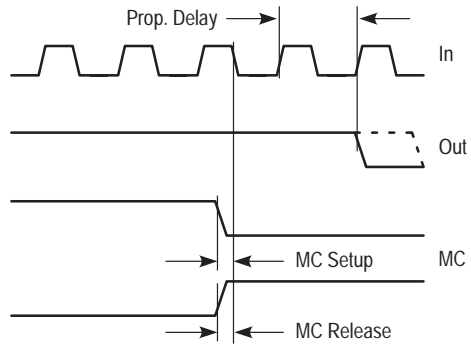 Prop. Delay
In
Out
MC Setup
MC
MC Release